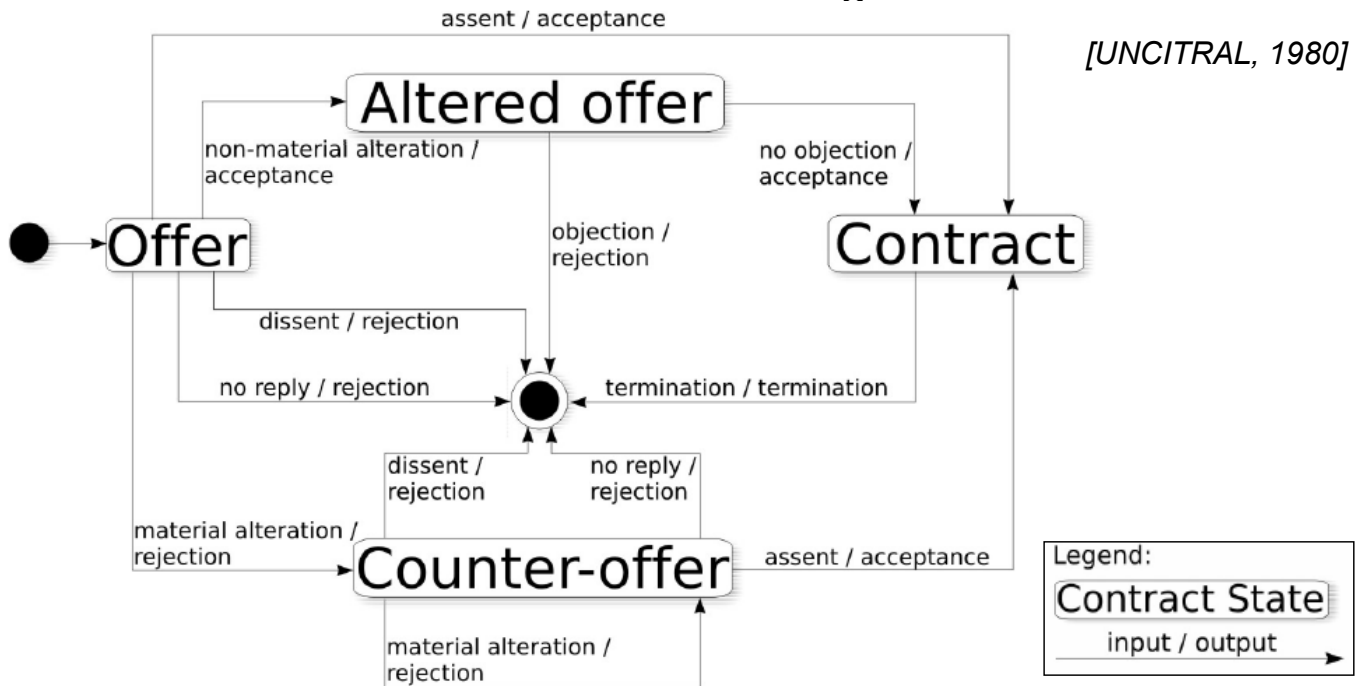 assent / acceptance
[UNCITRAL, 1980]
Altered offer
non-material alteration /
acceptance
no objection /
acceptance
Offer
objection /
rejection
Contract
dissent / rejection
no reply / rejection
termination / termination
dissent /
rejection
no reply /
rejection
material alteration /
rejection
Counter-offer
assent / acceptance
material alteration /
rejection
Legend:
Contract State
input / output